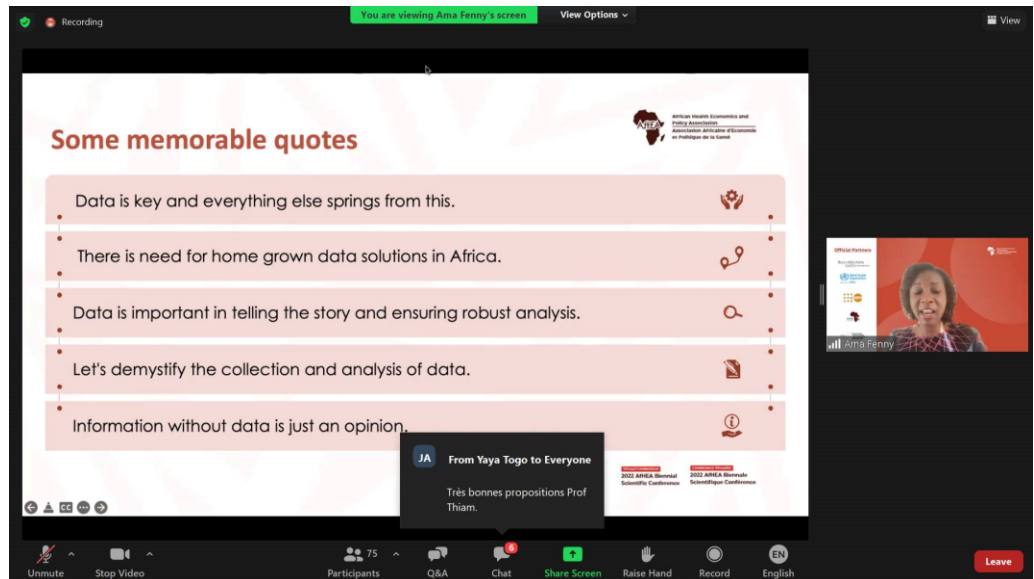 Recording
You are viewing Ama Fenny's screen
View Options
View
Some memorable quotes
AfHEA
African Health Economics and
Policy Association
Association Africaine d'Economie
et Politique de la Santé
Data is key and everything else springs from this.
There is need for home grown data solutions in Africa.
Data is important in telling the story and ensuring robust analysis.
Let's demystify the collection and analysis of data.
Information without data is just an opinion.
2022 AfHEA Biennial
Scientific Conference
2022 AfHEA Biennale
Scientifique Conférence
JA
From Yaya Togo to Everyone
Très bonnes propositions Prof
Thiam.
CC
Official Partners
Ama Fenny
Unmute
Stop Video
75
Participants
Q&A
6
Chat
Share Screen
Raise Hand
Record
EN
English
Leave